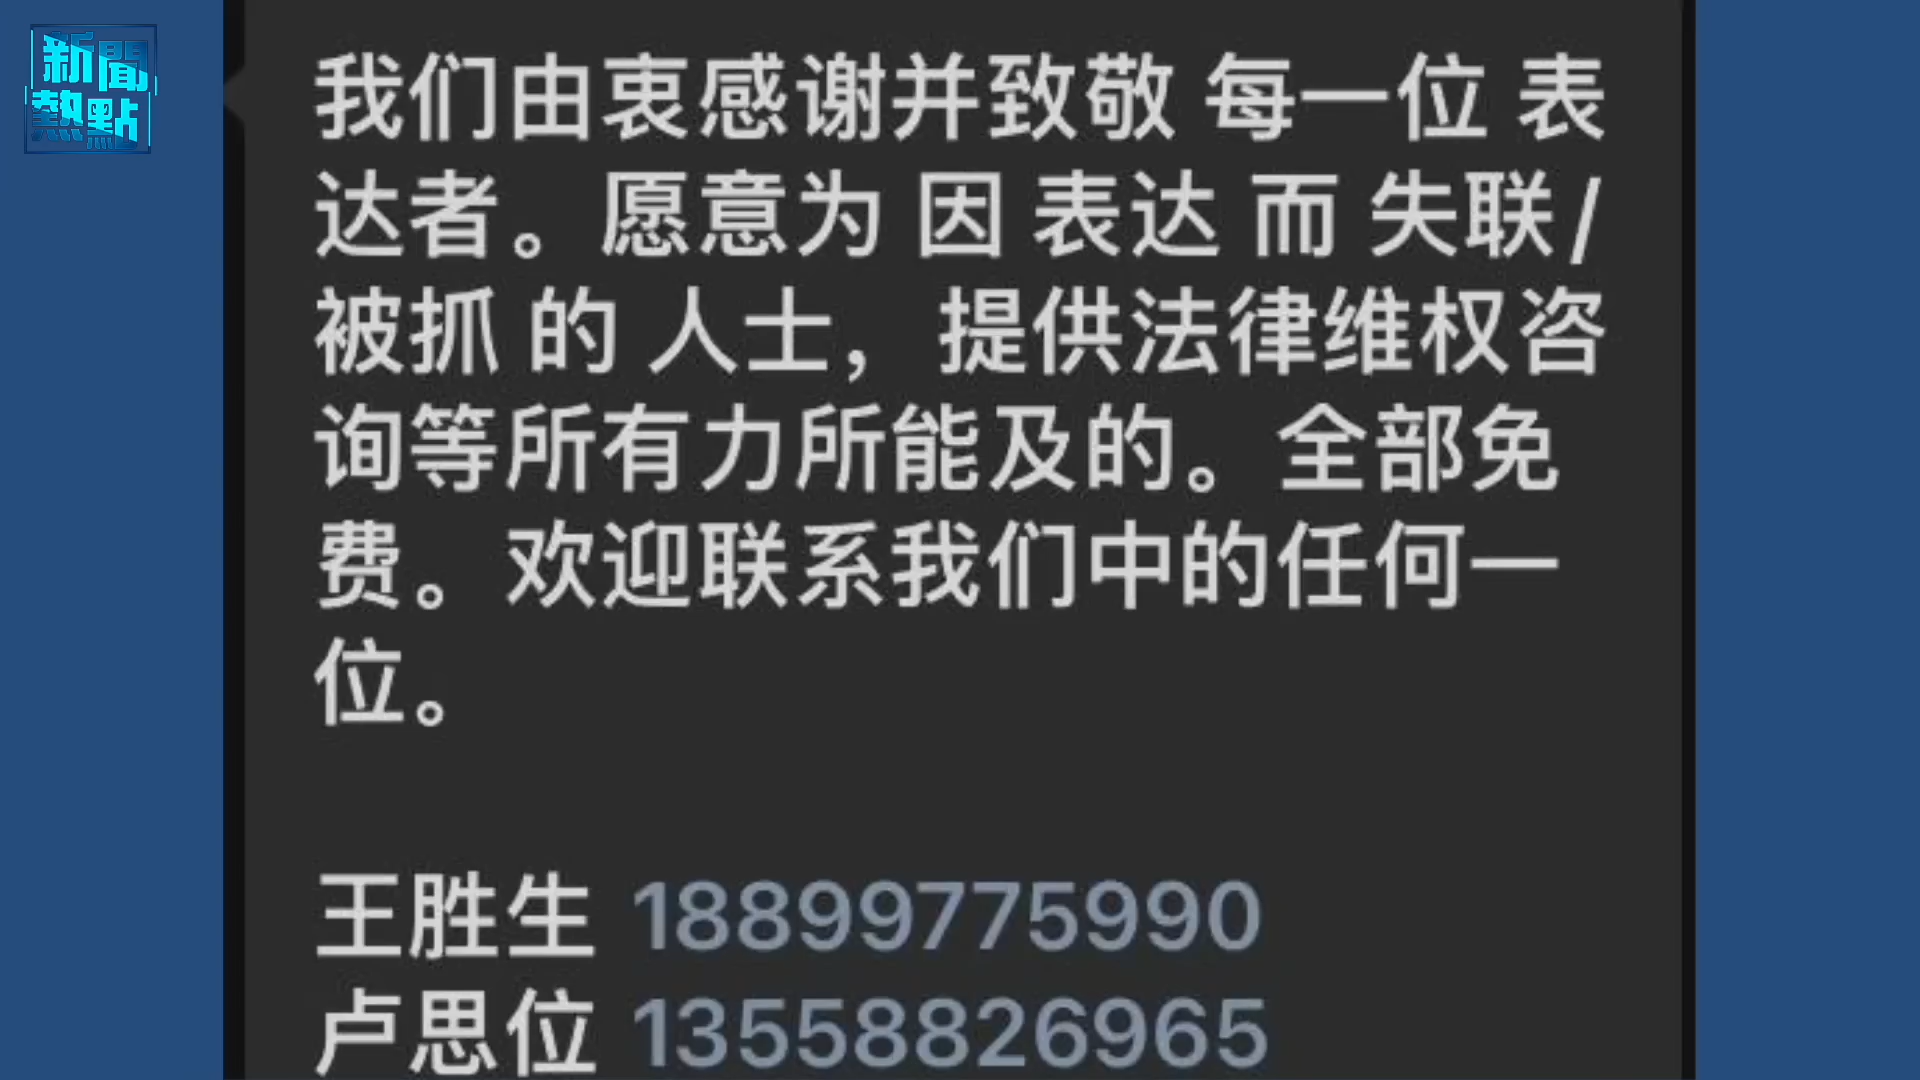 新聞
熱點
我们由衷感谢并致敬 每一位 表
达者。愿意为 因 表达 而 失联/
被抓 的 人士，提供法律维权咨
询等所有力所能及的。全部免
费。欢迎联系我们中的任何一
位。
王胜生 18899775990
卢思位 13558826965